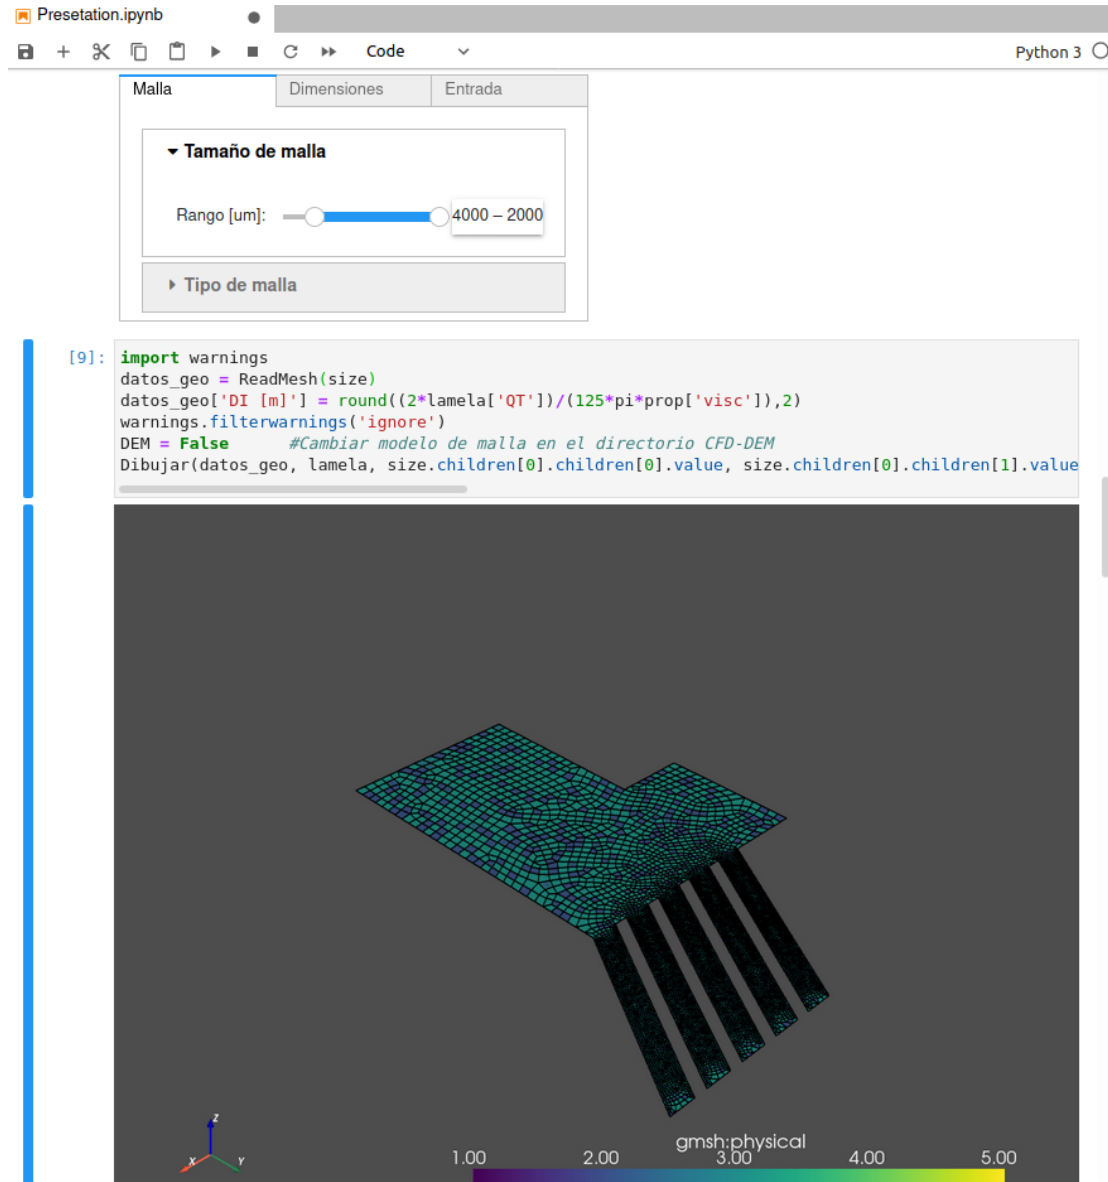 Presetation.ipynb
Code
Python 3
Malla Dimensiones Entrada
Tamaño de malla
Rango [um]: 4000 – 2000
Tipo de malla
[9]: import warnings
datos_geo = ReadMesh(size)
datos_geo['DI [m]'] = round((2*lamela['QT'])/(125*pi*prop['visc']),2)
warnings.filterwarnings('ignore')
DEM = False #Cambiar modelo de malla en el directorio CFD-DEM
Dibujar(datos_geo, lamela, size.children[0].children[0].value, size.children[0].children[1].value
Z
X Y
gmsh:physical
1.00 2.00 3.00 4.00 5.00